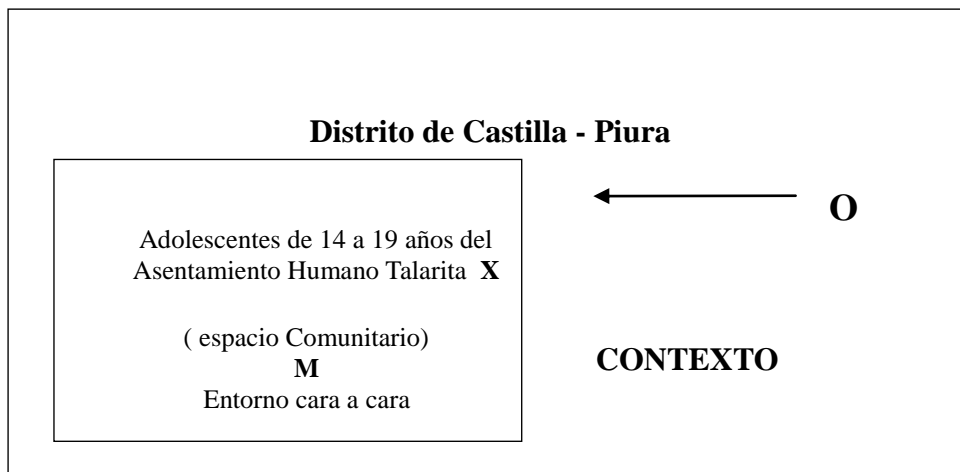 Distrito de Castilla - Piura
O
Adolescentes de 14 a 19 años del
Asentamiento Humano Talarita X
( espacio Comunitario)
M
CONTEXTO
Entorno cara a cara